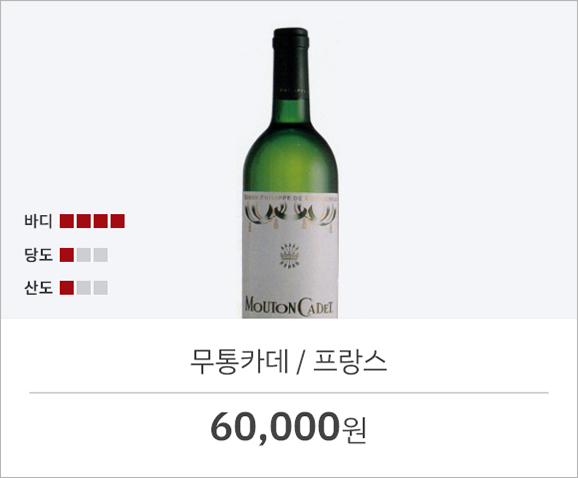 MOUTON CADET
바디
당도
산도
무통카데 / 프랑스
60,000원